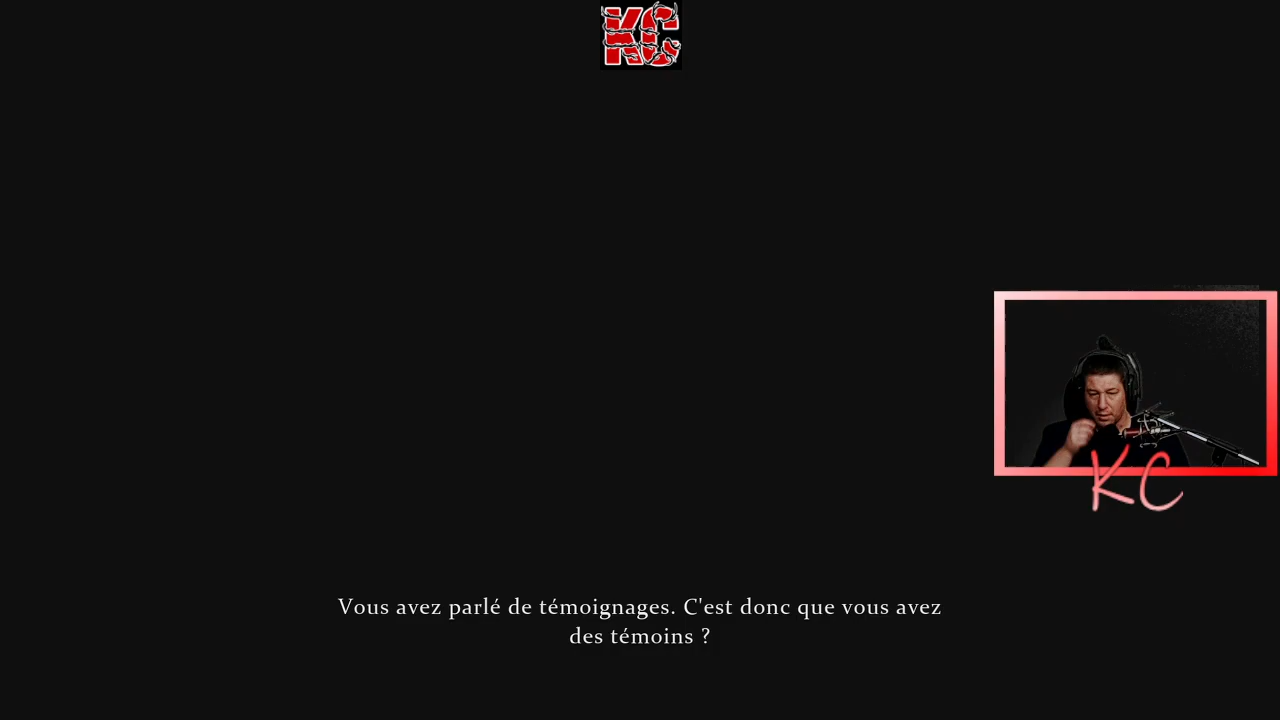 KC
KC
Vous avez parlé de témoignages. C'est donc que vous avez
des témoins ?